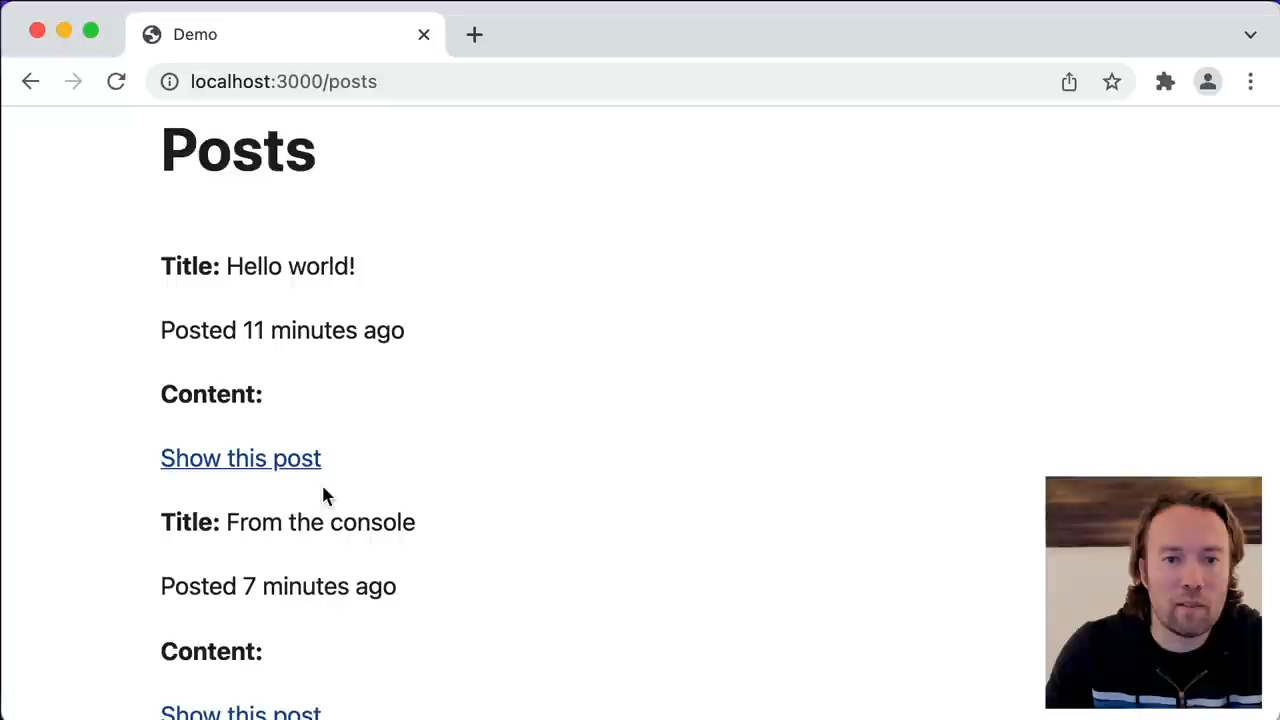 Demo
localhost:3000/posts
Posts
Title: Hello world!
Posted 11 minutes ago
Content:
Show this post
Title: From the console
Posted 7 minutes ago
Content:
Show this post